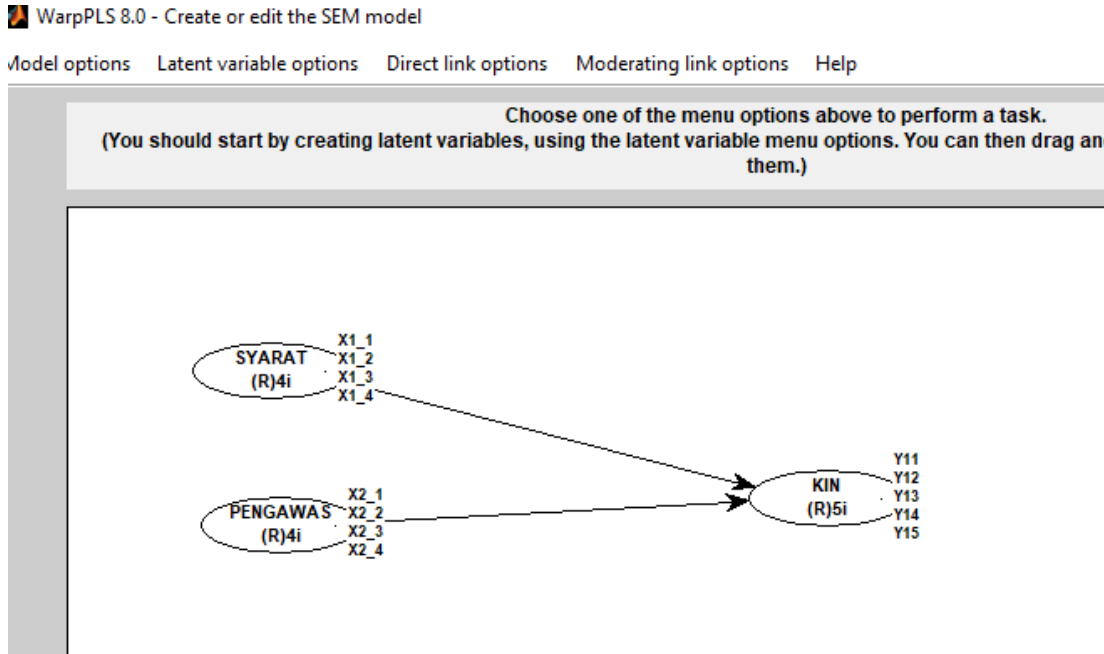 WarpPLS 8.0 - Create or edit the SEM model
Model options Latent variable options Direct link options Moderating link options Help
Choose one of the menu options above to perform a task.
(You should start by creating latent variables, using the latent variable menu options. You can then drag an
them.)
X1_1
SYARAT X1_2
(R)4i X1_3
X1_4
Y11
KIN Y12
(R)5i Y13
Y14
Y15
X2_1
PENGAWAS X2_2
(R)4i X2_3
X2_4